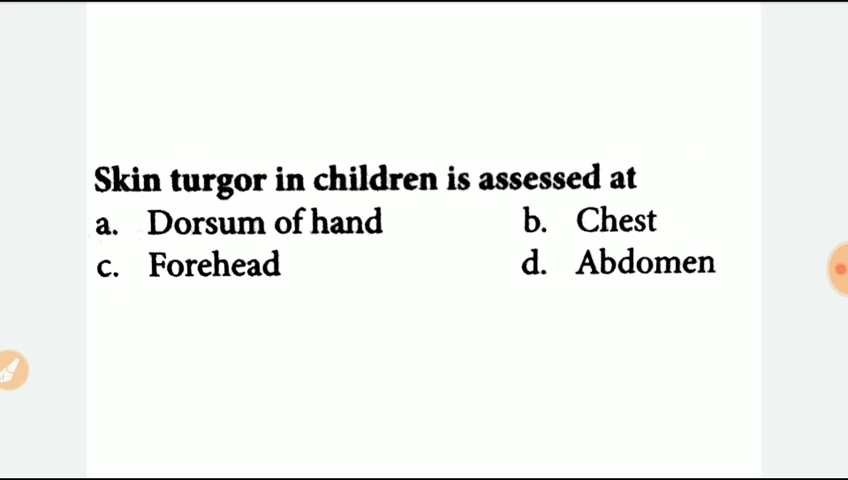 Skin turgor in children is assessed at
a. Dorsum of hand b. Chest
c. Forehead d. Abdomen